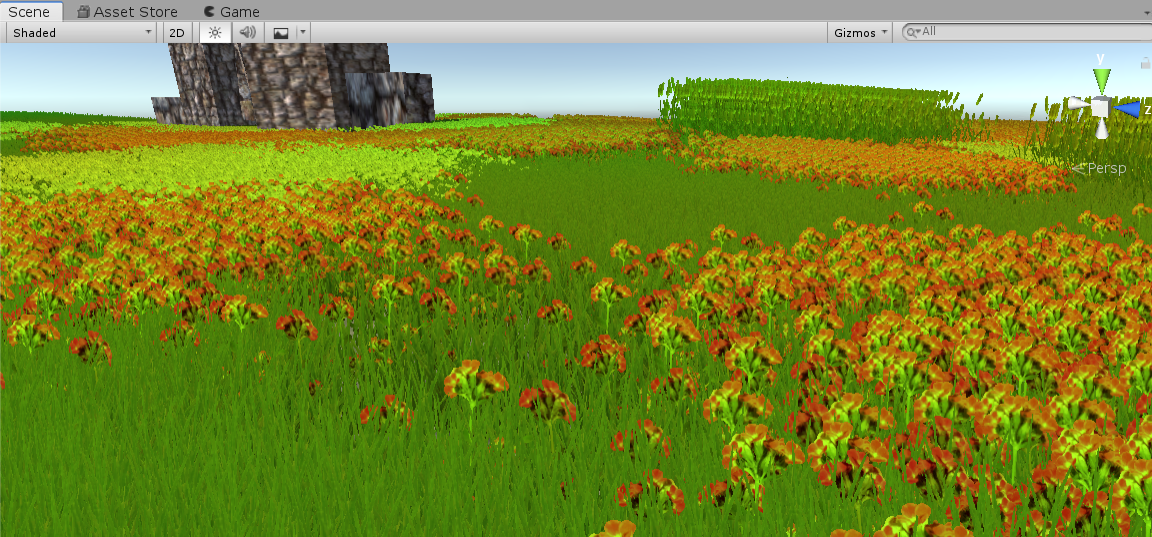 Scene Asset Store Game
Shaded 2D Gizmos All
y
z
Persp